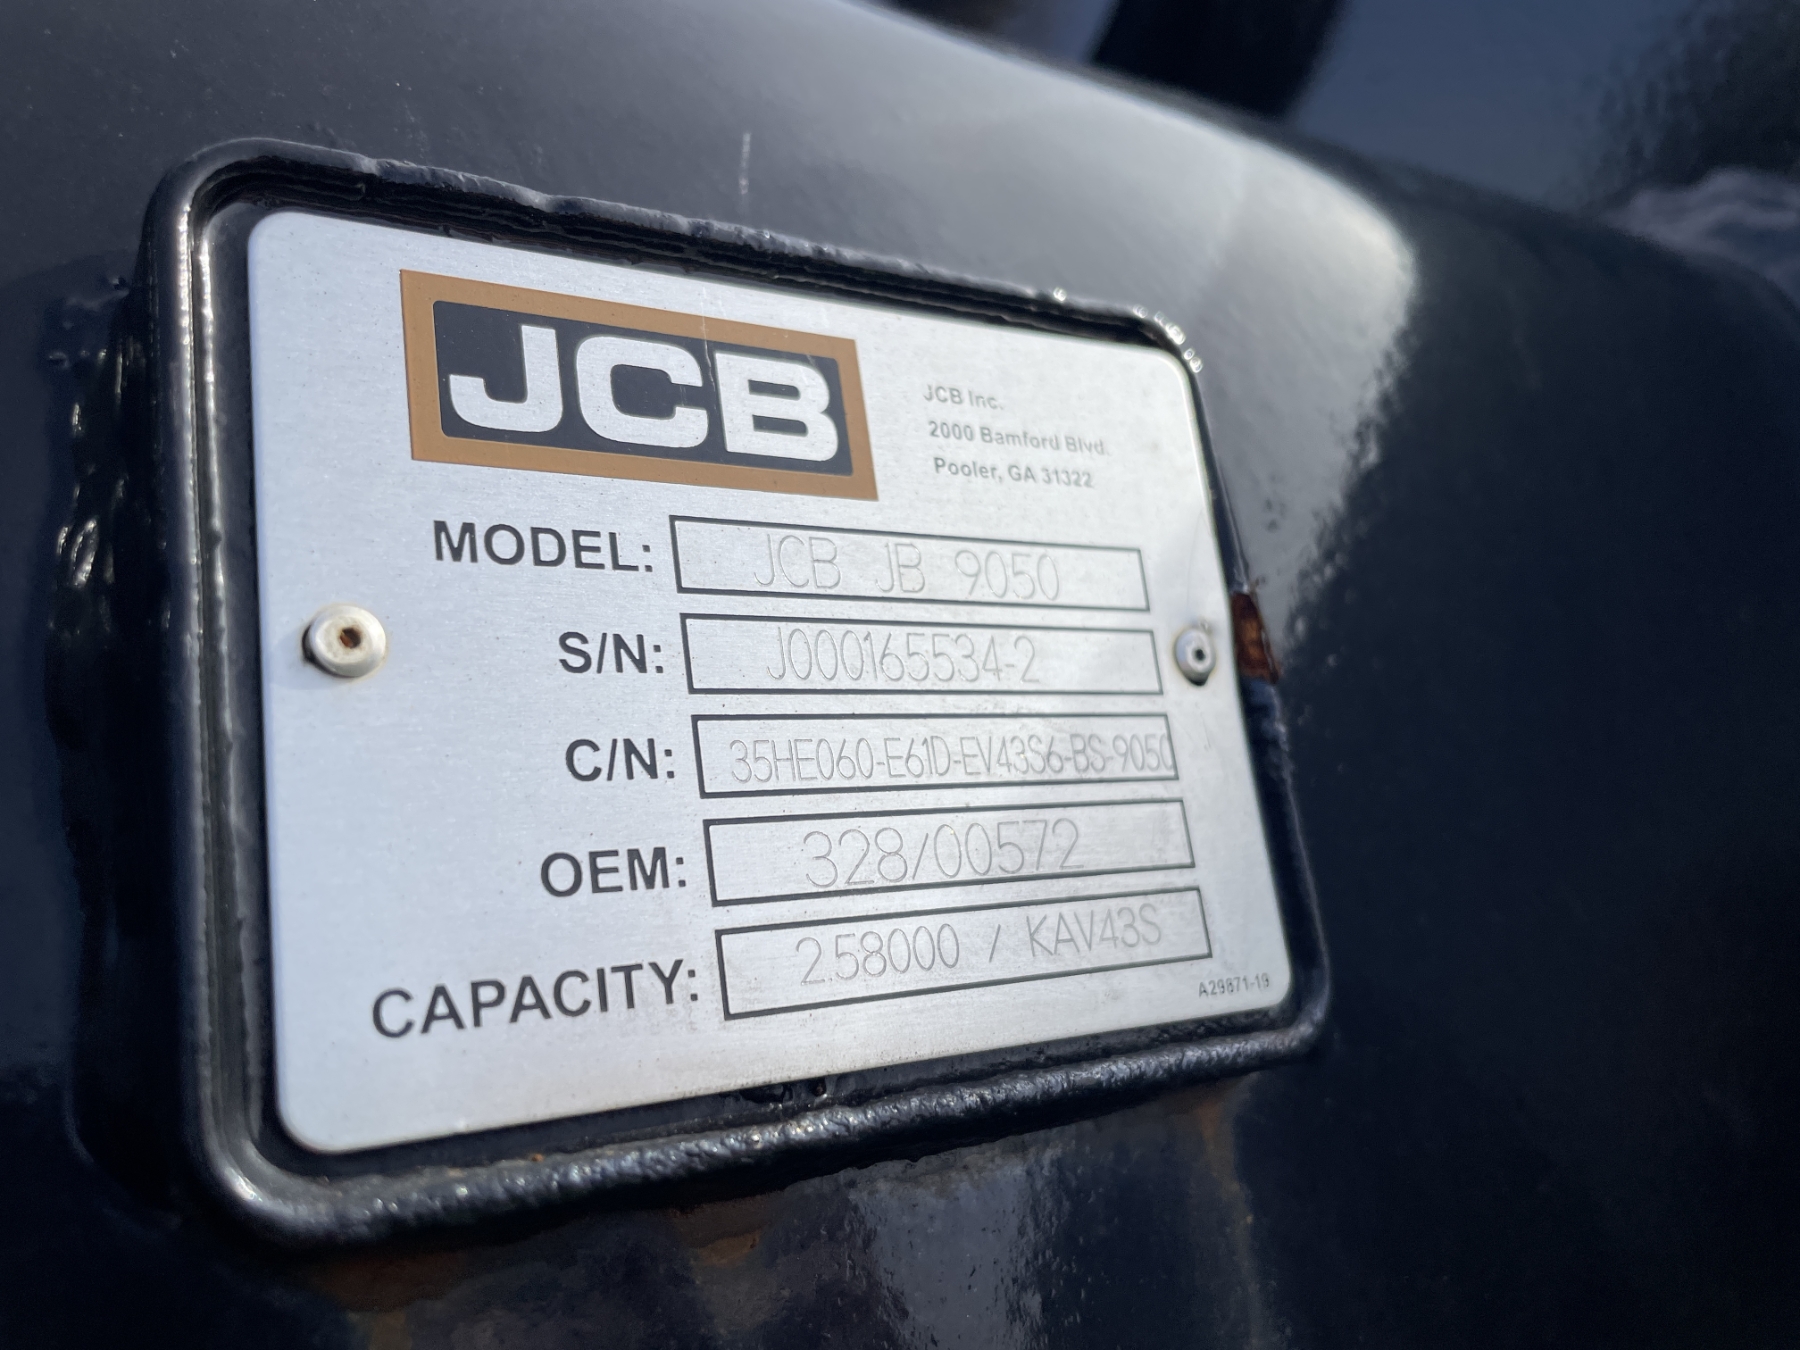 JCB
JCB Inc.
2000 Bamford Blvd.
Pooler, GA 31322
MODEL: JCB JB 9050
S/N: J000165534-2
C/N: 35HE060-E61D-EV43S6-BS-9050
OEM: 328/00572
CAPACITY: 2.58000 / KAV43S
A29871-19